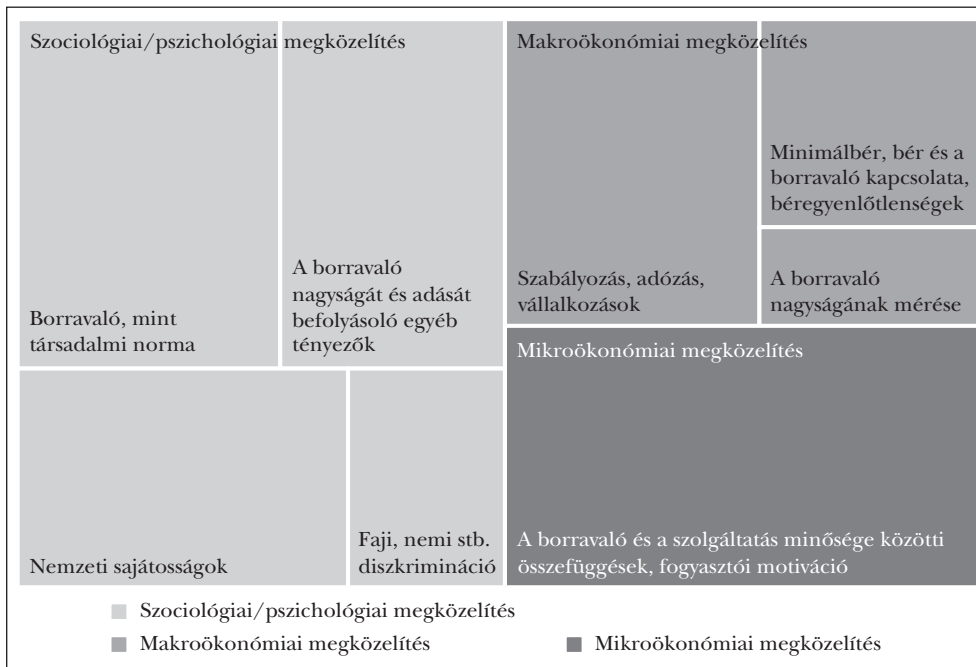 Szociológiai/pszichológiai megközelítés
Borravaló, mint
társadalmi norma
A borravaló
nagyságát és adását
befolyásoló egyéb
tényezők
Nemzeti sajátosságok
Faji, nemi stb.
diszkrimináció
Makroökonómiai megközelítés
Szabályozás, adózás,
vállalkozások
Minimálbér, bér és a
borravaló kapcsolata,
béregyenlőtlenségek
A borravaló
nagyságának mérése
Mikroökonómiai megközelítés
A borravaló és a szolgáltatás minősége közötti
összefüggések, fogyasztói motiváció
Szociológiai/pszichológiai megközelítés
Makroökonómiai megközelítés
Mikroökonómiai megközelítés